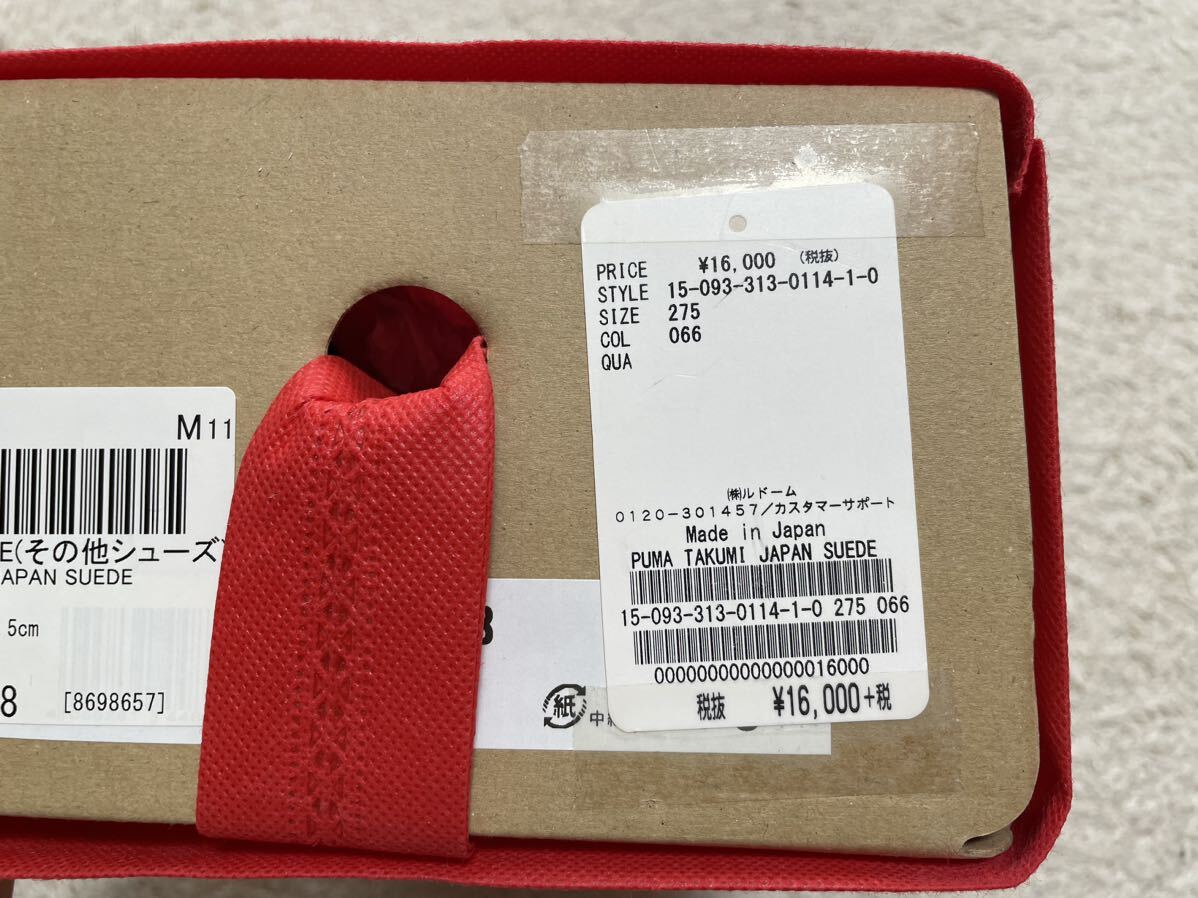 PRICE ¥16,000 (税抜)
STYLE 15-093-313-0114-1-0
SIZE 275
COL 066
QUA
㈱ルドーム
0120-301457/カスタマーサポート
Made in Japan
PUMA TAKUMI JAPAN SUEDE
15-093-313-0114-1-0 275 066
00000000000000016000
税抜 ¥16,000+税
M11
E(その他シューズ
JAPAN SUEDE
5cm
8 [8698657]
紙
中